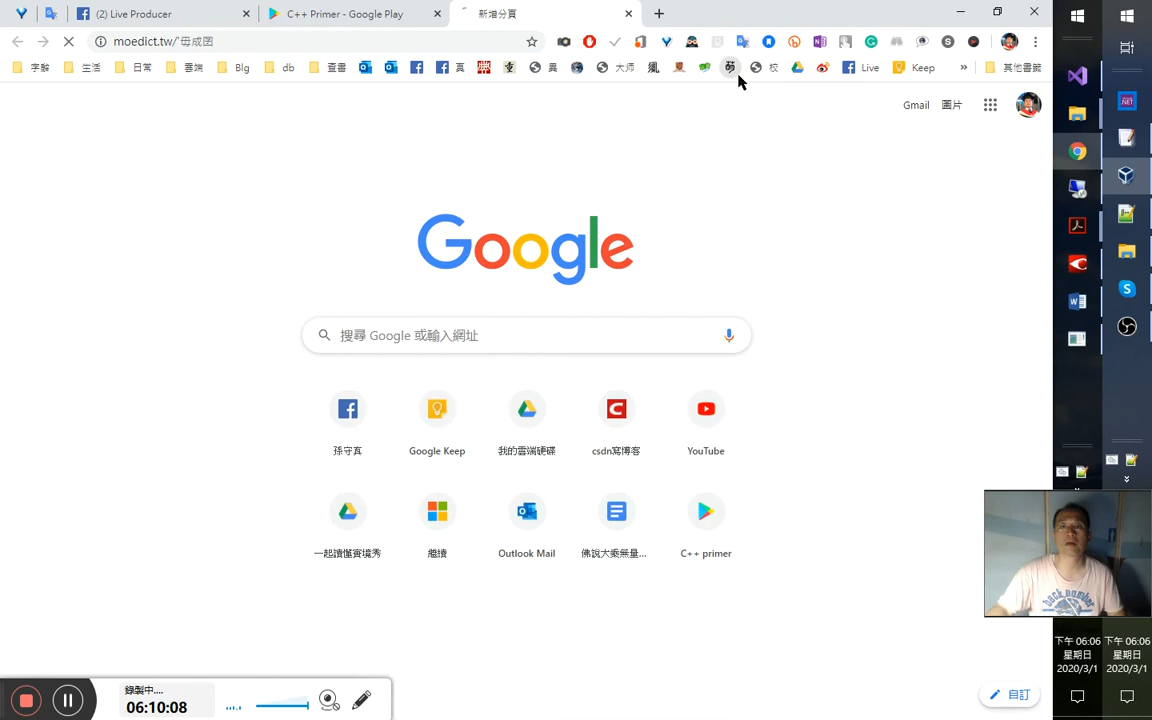 (2) Live Producer
C++ Primer - Google Play
新增分頁
moedict.tw/'毋成囝
字辭
生活
日常
雲端
Blg
db
查書
真
異
大师
校
Live
Keep
»
其他書籤
Gmail
圖片
Google
搜尋 Google 或輸入網址
孫守真
Google Keep
我的雲端硬碟
csdn寫博客
YouTube
一起讀懂實境秀
繼續
Outlook Mail
佛說大乘無量...
C++ primer
下午 06:06
星期日
2020/3/1
下午 06:06
星期日
2020/3/1
錄製中....
06:10:08
自訂